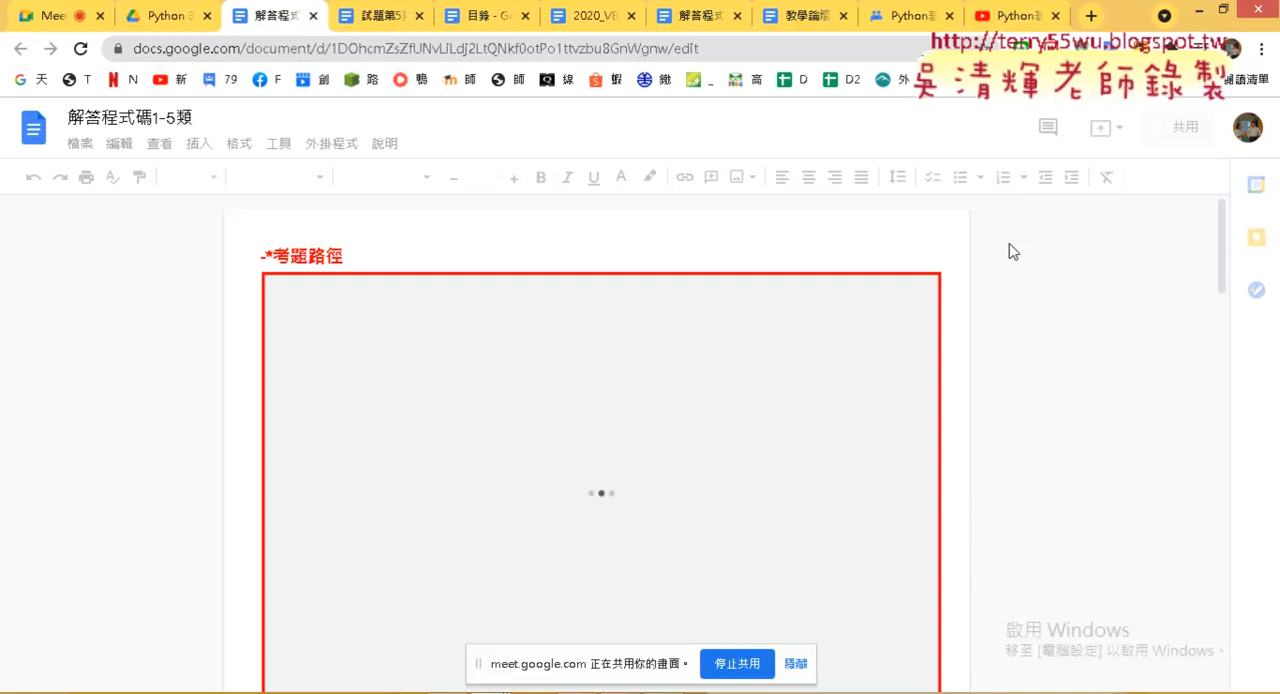 Meet
Python 3
解答程式
試題第5
目錄 - Go
2020_VB
解答程式
教學論壇
Python
Python
docs.google.com/document/d/1DOhcmZsZfUNvLiLdj2LtQNkf0otPo1ttvzbu8GnWgnw/edit
http://terry55wu.blogspot.tw
吳清輝老師錄製
天
T
N
新
79
F
創
路
鴨
師
師
線
蝦
_
高
D
D2
外
閱讀清單
解答程式碼1-5類
檔案 編輯 查看 插入 格式 工具 外掛程式 說明
共用
-*考題路徑
啟用 Windows
移至 [電腦設定] 以啟用 Windows。
meet.google.com 正在共用你的畫面。
停止共用
隱藏